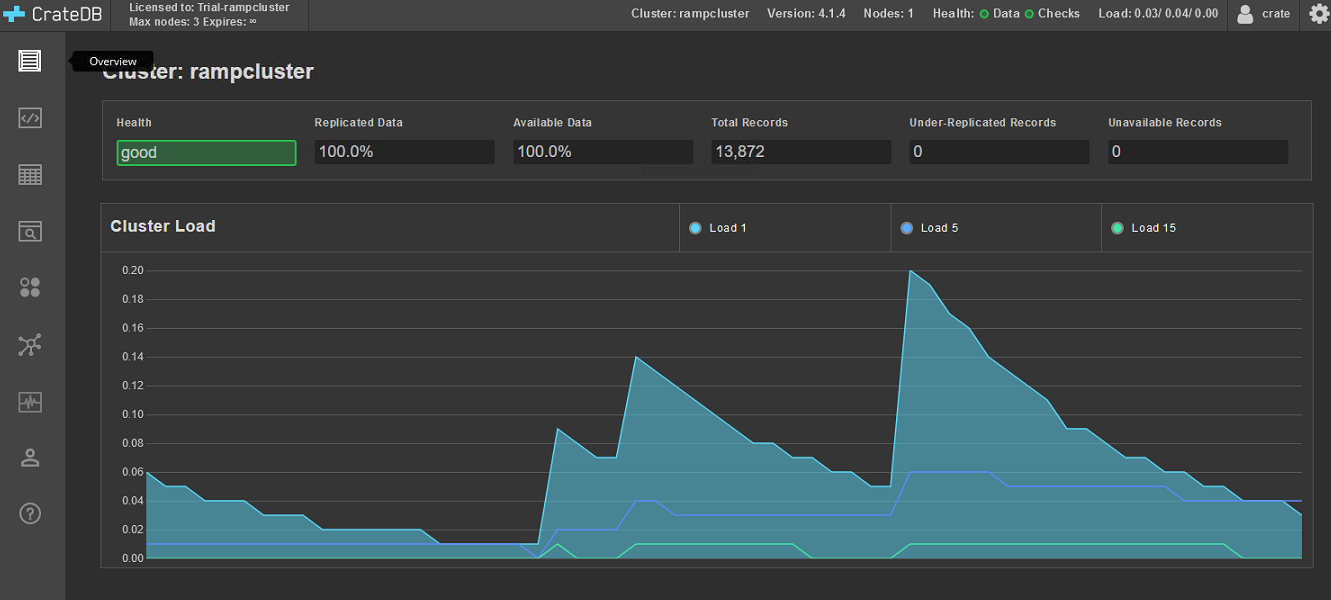 CrateDB
Licensed to: Trial-rampcluster
Max nodes: 3 Expires: ∞
Cluster: rampcluster
Version: 4.1.4
Nodes: 1
Health: Data Checks
Load: 0.03/ 0.04/ 0.00
crate
Overview
Cluster: rampcluster
Health
Replicated Data
Available Data
Total Records
Under-Replicated Records
Unavailable Records
good
100.0%
100.0%
13,872
0
0
Cluster Load
Load 1
Load 5
Load 15
0.20
0.18
0.16
0.14
0.12
0.10
0.08
0.06
0.04
0.02
0.00